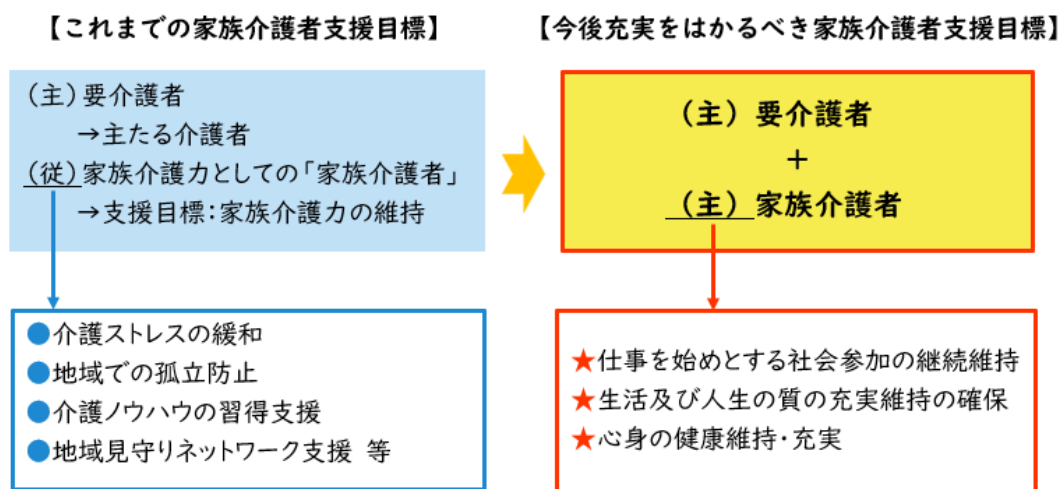 【これまでの家族介護者支援目標】
(主)要介護者
→主たる介護者
(従)家族介護力としての「家族介護者」
→支援目標:家族介護力の維持
●介護ストレスの緩和
●地域での孤立防止
●介護ノウハウの習得支援
●地域見守りネットワーク支援 等
【今後充実をはかるべき家族介護者支援目標】
(主)要介護者
+
(主)家族介護者
★仕事を始めとする社会参加の継続維持
★生活及び人生の質の充実維持の確保
★心身の健康維持・充実